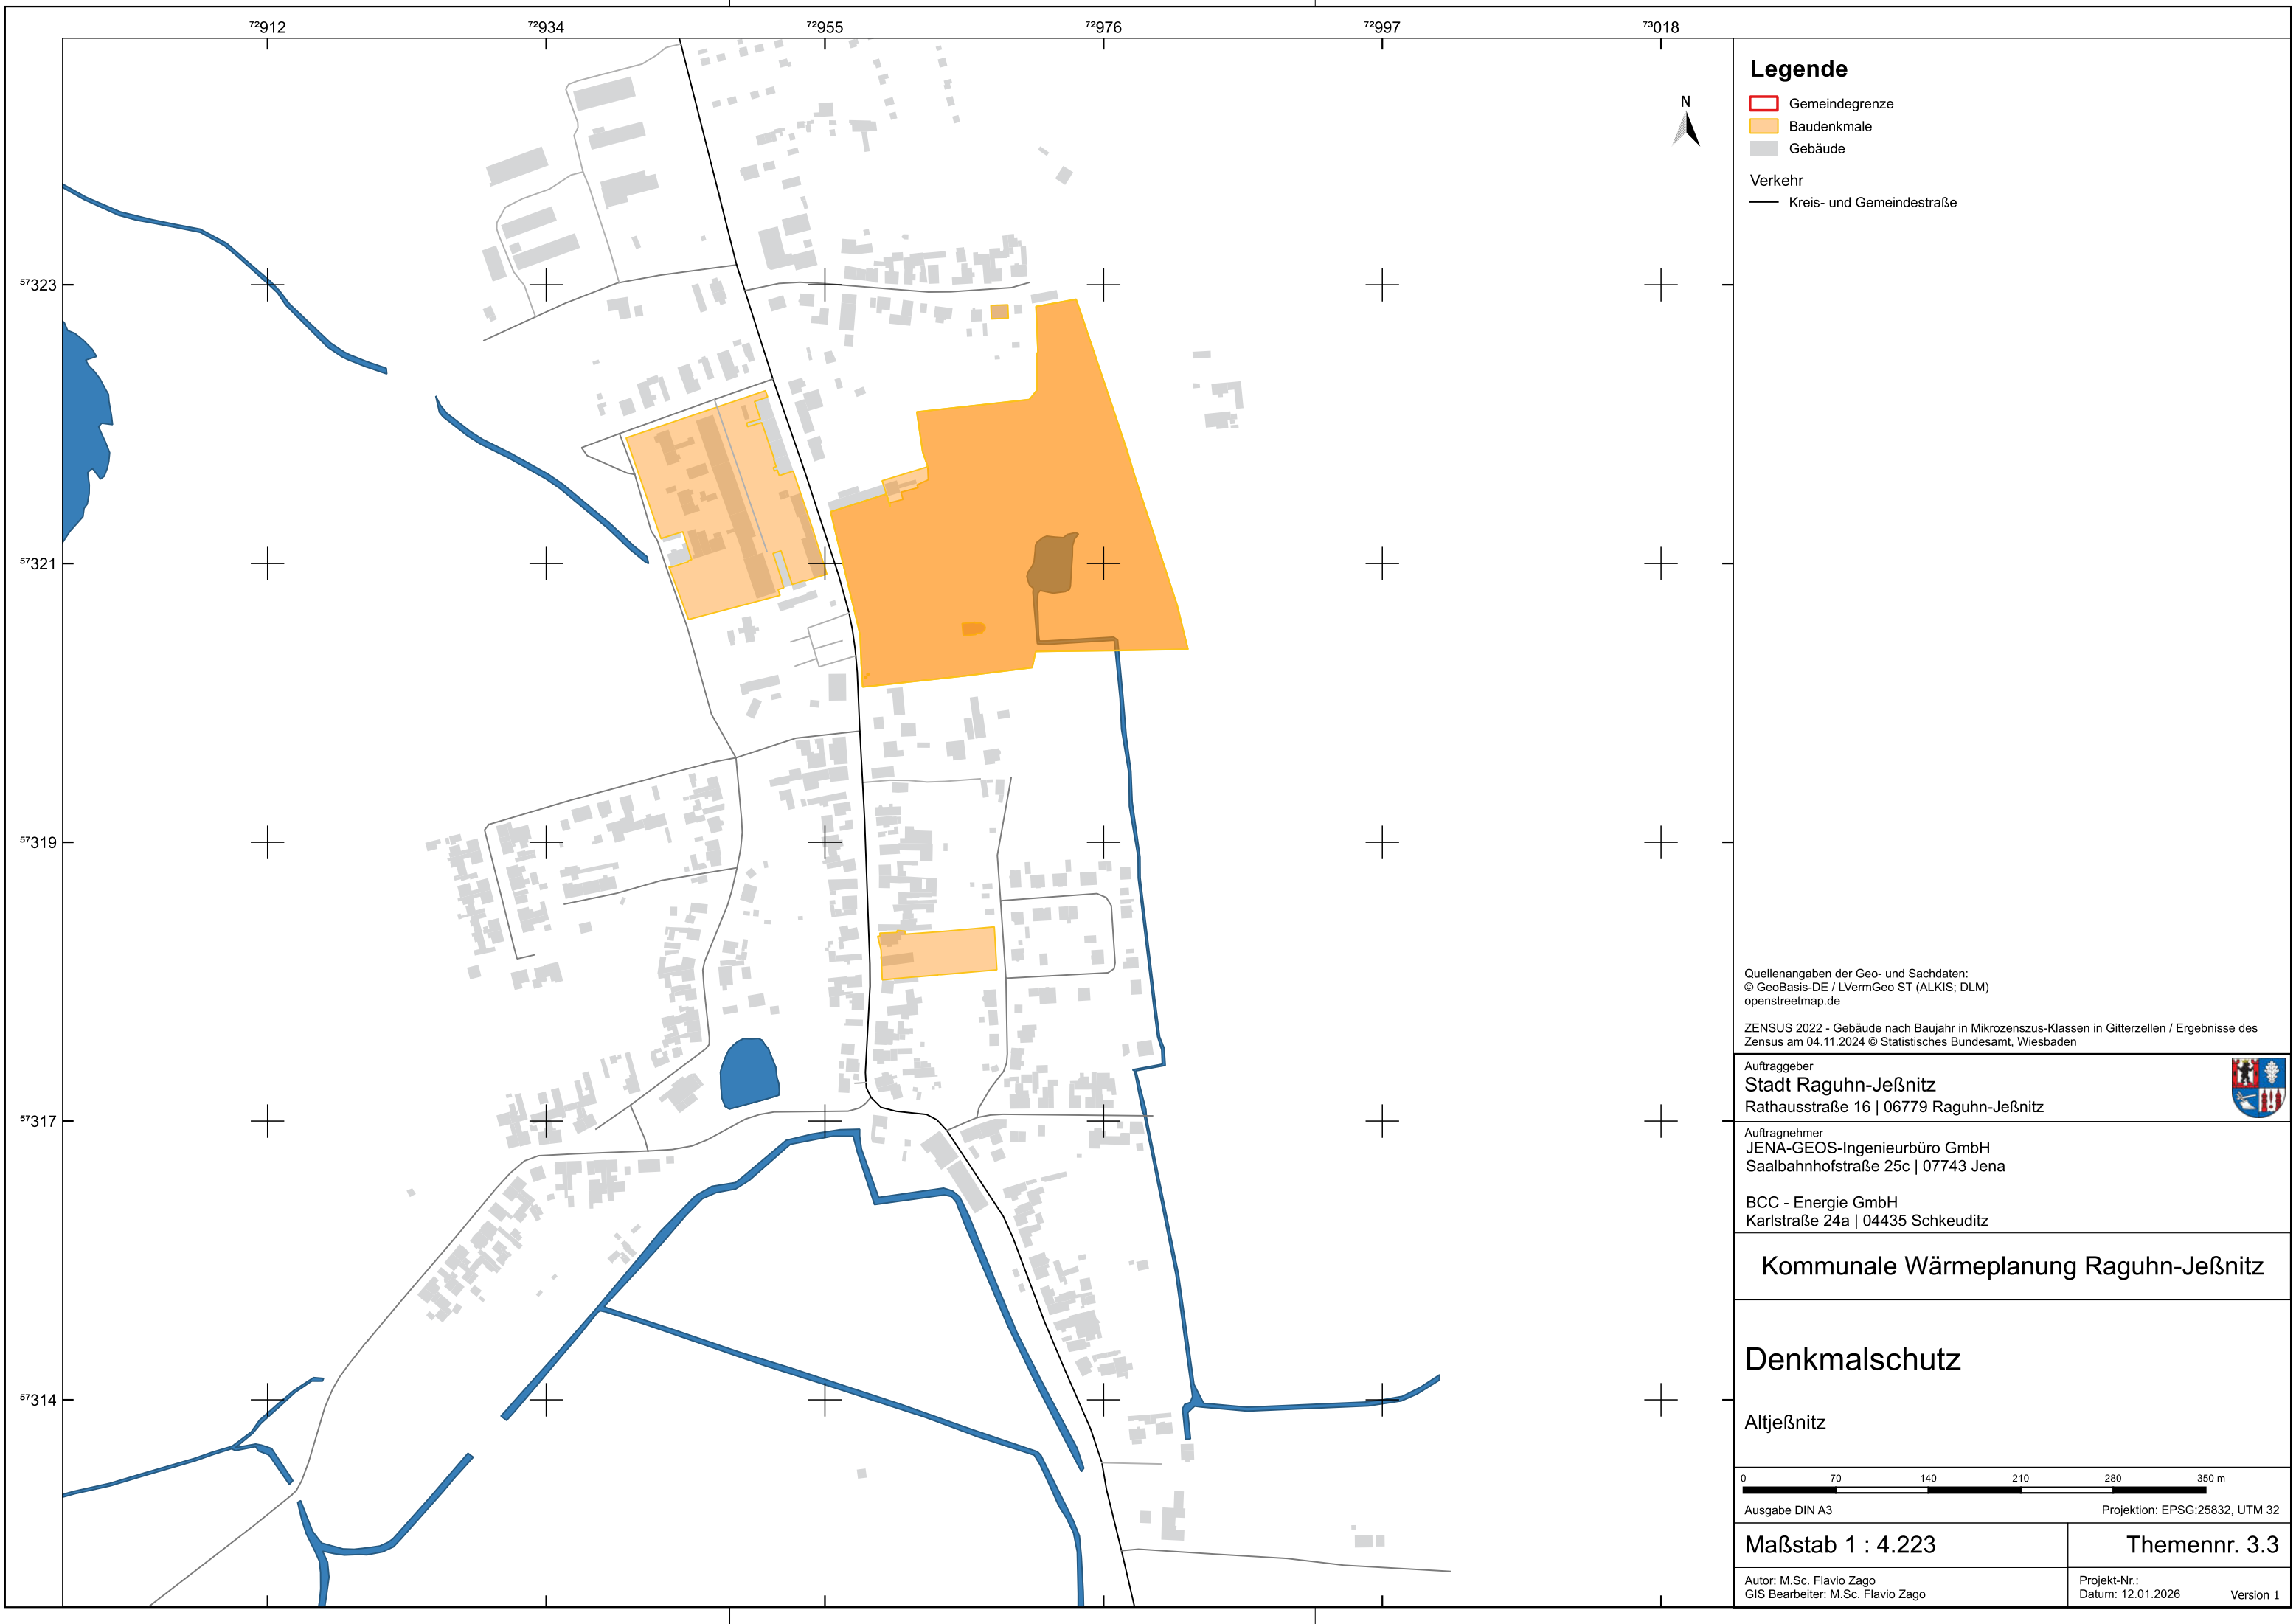 ⁷²912 ⁷²934 ⁷²955 ⁷²976 ⁷²997 ⁷³018
⁵⁷323
⁵⁷321
⁵⁷319
⁵⁷317
⁵⁷314
N
Legende
Gemeindegrenze
Baudenkmale
Gebäude
Verkehr
Kreis- und Gemeindestraße
Quellenangaben der Geo- und Sachdaten:
© GeoBasis-DE / LVermGeo ST (ALKIS; DLM)
openstreetmap.de
ZENSUS 2022 - Gebäude nach Baujahr in Mikrozenszus-Klassen in Gitterzellen / Ergebnisse des
Zensus am 04.11.2024 © Statistisches Bundesamt, Wiesbaden
Auftraggeber
Stadt Raguhn-Jeßnitz
Rathausstraße 16 | 06779 Raguhn-Jeßnitz
Auftragnehmer
JENA-GEOS-Ingenieurbüro GmbH
Saalbahnhofstraße 25c | 07743 Jena
BCC - Energie GmbH
Karlstraße 24a | 04435 Schkeuditz
Kommunale Wärmeplanung Raguhn-Jeßnitz
Denkmalschutz
Altjeßnitz
0 70 140 210 280 350 m
Ausgabe DIN A3 Projektion: EPSG:25832, UTM 32
Maßstab 1 : 4.223 Themennr. 3.3
Autor: M.Sc. Flavio Zago
GIS Bearbeiter: M.Sc. Flavio Zago
Projekt-Nr.:
Datum: 12.01.2026 Version 1